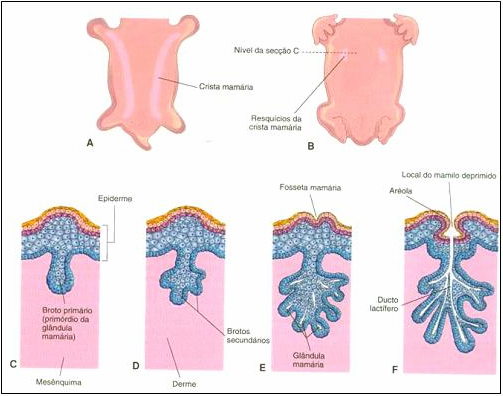 Crista mamária
A
Nível da secção C
Resquícios da
crista mamária
B
Epiderme
Broto primário
(primórdio da
glândula
mamária)
C
Mesênquima
Brotos
secundários
D
Derme
Fosseta mamária
E
Glândula
mamária
Local do mamilo deprimido
Aréola
Ducto
lactífero
F